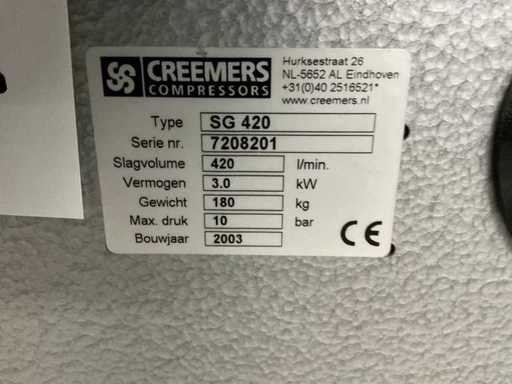 CREEMERS
COMPRESSORS
Hurksestraat 26
NL-5652 AL Eindhoven
+31(0)40 2516521*
www.creemers.nl
Type SG 420
Serie nr. 7208201
Slagvolume 420 l/min.
Vermogen 3.0 kW
Gewicht 180 kg
Max. druk 10 bar
Bouwjaar 2003
CE